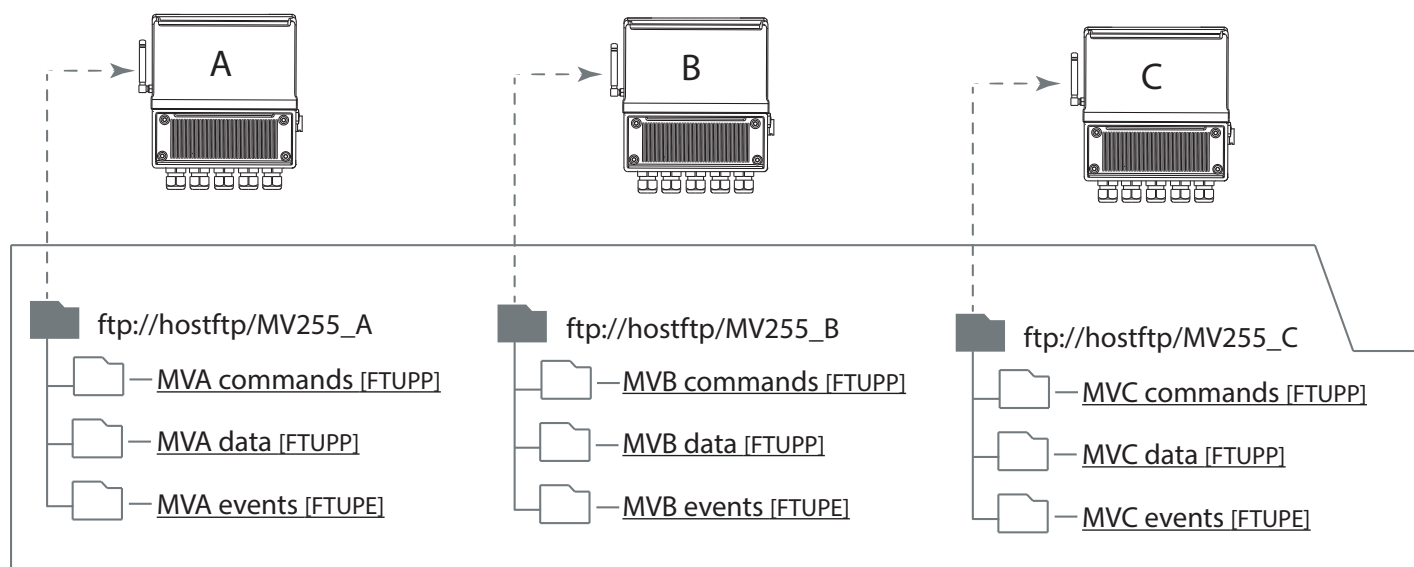 A
B
C
ftp://hostftp/MV255_A
MVA commands [FTUPP]
MVA data [FTUPP]
MVA events [FTUPE]
ftp://hostftp/MV255_B
MVB commands [FTUPP]
MVB data [FTUPP]
MVB events [FTUPE]
ftp://hostftp/MV255_C
MVC commands [FTUPP]
MVC data [FTUPP]
MVC events [FTUPE]